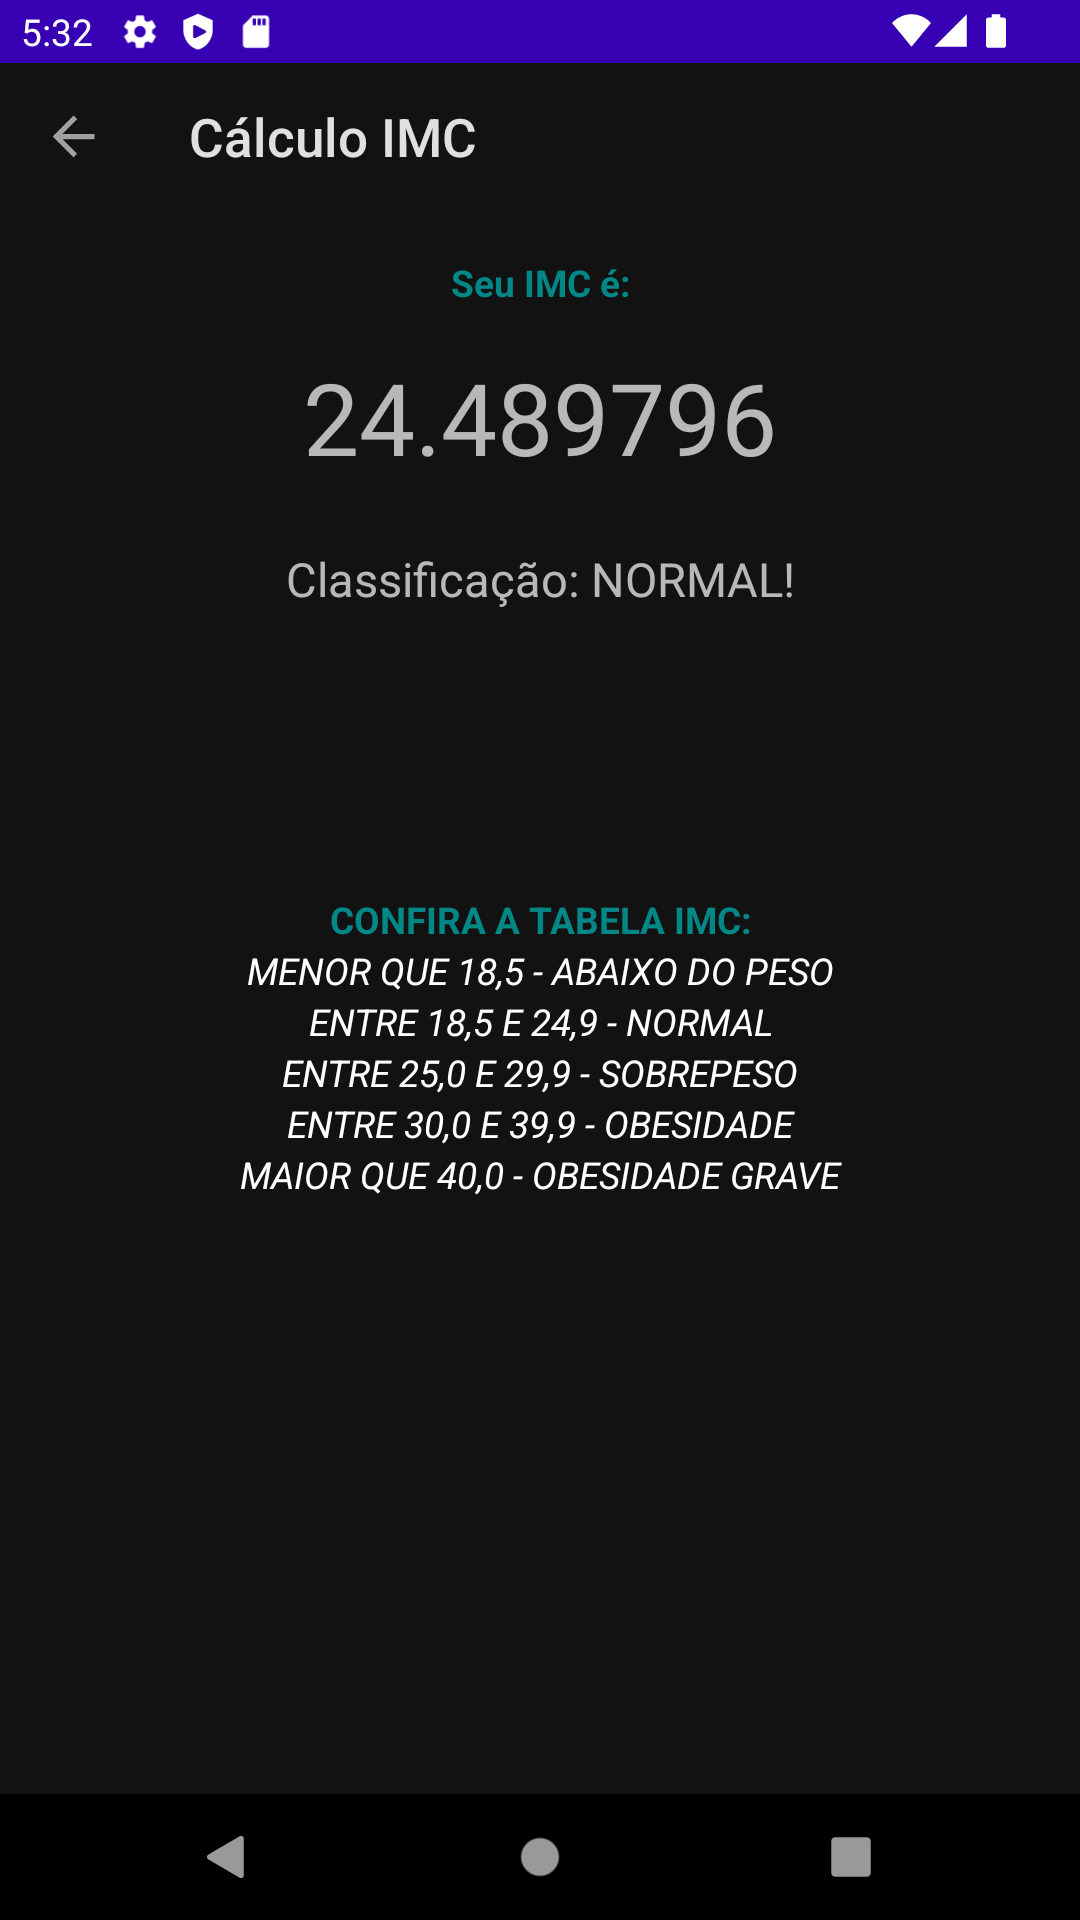 5:32
Cálculo IMC
Seu IMC é:
24.489796
Classificação: NORMAL!
CONFIRA A TABELA IMC:
MENOR QUE 18,5 - ABAIXO DO PESO
ENTRE 18,5 E 24,9 - NORMAL
ENTRE 25,0 E 29,9 - SOBREPESO
ENTRE 30,0 E 39,9 - OBESIDADE
MAIOR QUE 40,0 - OBESIDADE GRAVE